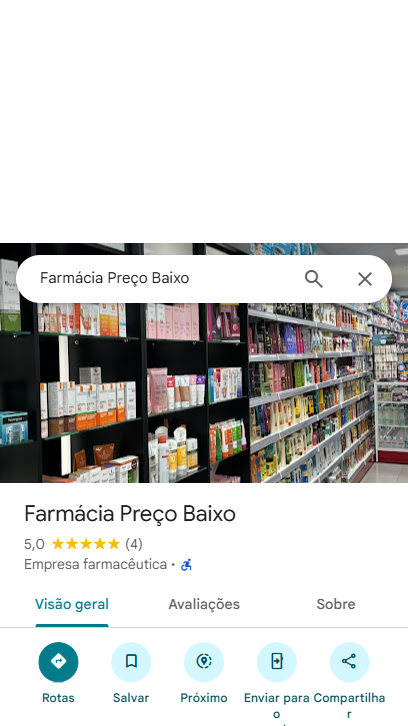 Farmácia Preço Baixo
Farmácia Preço Baixo
5,0 (4)
Empresa farmacêutica •
Visão geral Avaliações Sobre
Rotas Salvar Próximo Enviar para Compartilha
o r